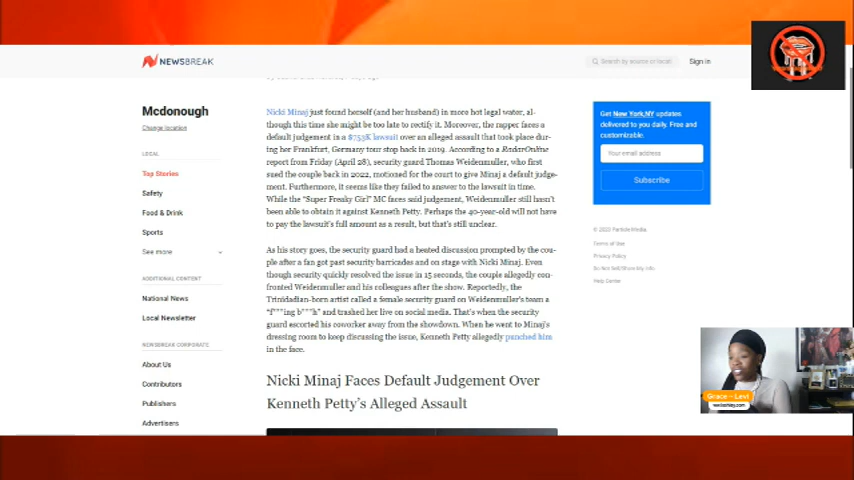 NEWSBREAK
Search by source or locat
Sign in
Mcdonough
Change location
LOCAL
Top Stories
Safety
Food & Drink
Sports
See more
ADDITIONAL CONTENT
National News
Local Newsletter
NEWSBREAK CORPORATE
About Us
Contributors
Publishers
Advertisers
Nicki Minaj just found herself (and her husband) in more hot legal water, al-
though this time she might be too late to rectify it. Moreover, the rapper faces a
default judgement in a $753K lawsuit over an alleged assault that took place dur-
ing her Frankfurt, Germany tour stop back in 2019. According to a RadarOnline
report from Friday (April 28), security guard Thomas Weidenmuller, who first
sued the couple back in 2022, motioned for the court to give Minaj a default judge-
ment. Furthermore, it seems like they failed to answer to the lawsuit in time.
While the "Super Freaky Girl" MC faces said judgement, Weidenmuller still hasn't
been able to obtain it against Kenneth Petty. Perhaps the 40-year-old will not have
to pay the lawsuit's full amount as a result, but that's still unclear.
As his story goes, the security guard had a heated discussion prompted by the cou-
ple after a fan got past security barricades and on stage with Nicki Minaj. Even
though security quickly resolved the issue in 15 seconds, the couple allegedly con-
fronted Weidenmuller and his colleagues after the show. Reportedly, the
Trinidadian-born artist called a female security guard on Weidenmuller's team a
"f***ing b***h" and trashed her live on social media. That's when the security
guard escorted his coworker away from the showdown. When he went to Minaj's
dressing room to keep discussing the issue, Kenneth Petty allegedly punched him
in the face.
Nicki Minaj Faces Default Judgement Over
Kenneth Petty's Alleged Assault
Get New York,NY updates
delivered to you daily. Free and
customizable.
Your email address
Subscribe
© 2023 Particle Media.
Terms of Use
Privacy Policy
Do Not Sell/Share My Info
Help Center
Grace - Levi